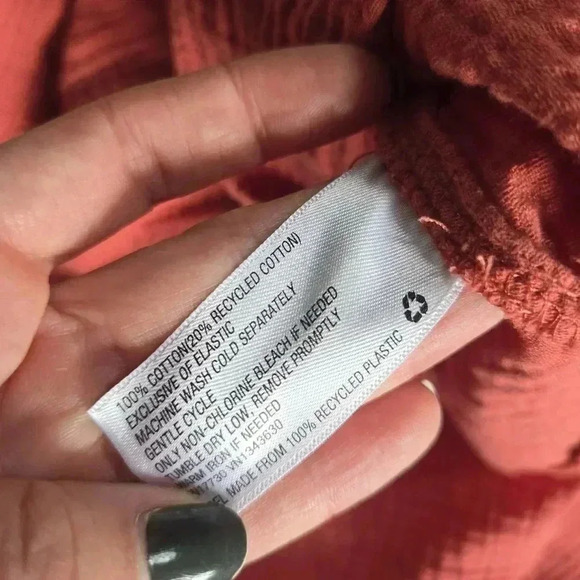 100% COTTON(20% RECYCLED COTTON)
EXCLUSIVE OF ELASTIC
MACHINE WASH COLD SEPARATELY
GENTLE CYCLE
ONLY NON-CHLORINE BLEACH IF NEEDED
TUMBLE DRY LOW, REMOVE PROMPTLY
IRON IF NEEDED
VN1343630
MADE FROM 100% RECYCLED PLASTIC